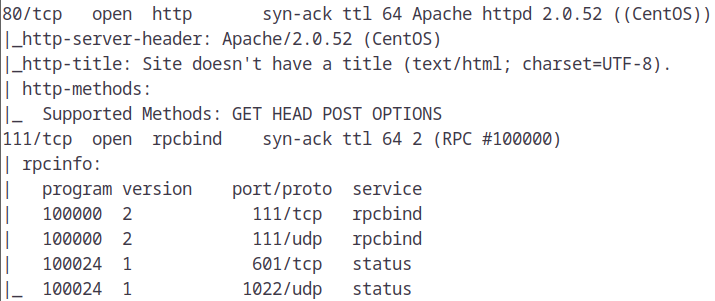 80/tcp   open  http       syn-ack ttl 64 Apache httpd 2.0.52 ((CentOS))
|_http-server-header: Apache/2.0.52 (CentOS)
|_http-title: Site doesn't have a title (text/html; charset=UTF-8).
| http-methods:
|_  Supported Methods: GET HEAD POST OPTIONS
111/tcp  open  rpcbind    syn-ack ttl 64 2 (RPC #100000)
| rpcinfo:
|   program version    port/proto  service
|   100000  2            111/tcp   rpcbind
|   100000  2            111/udp   rpcbind
|   100024  1            601/tcp   status
|_  100024  1           1022/udp   status